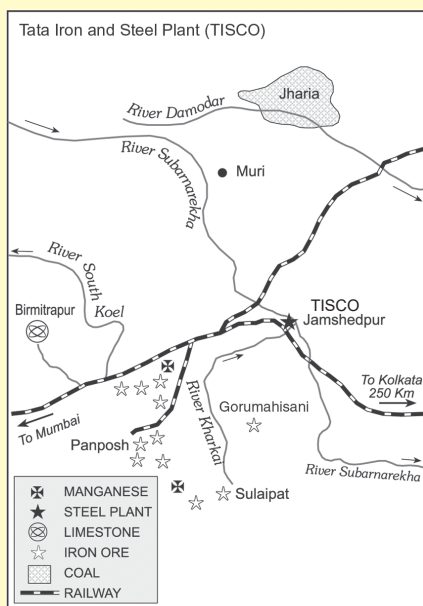 Tata Iron and Steel Plant (TISCO)
Jharia
River Damodar
River Subarnarekha
Muri
River South Koel
Birmitrapur
TISCO
Jamshedpur
To Kolkata
250 Km
To Mumbai
Gorumahisani
River Kharkai
Panposh
River Subarnarekha
Sulaipat
MANGANESE
STEEL PLANT
LIMESTONE
IRON ORE
COAL
RAILWAY